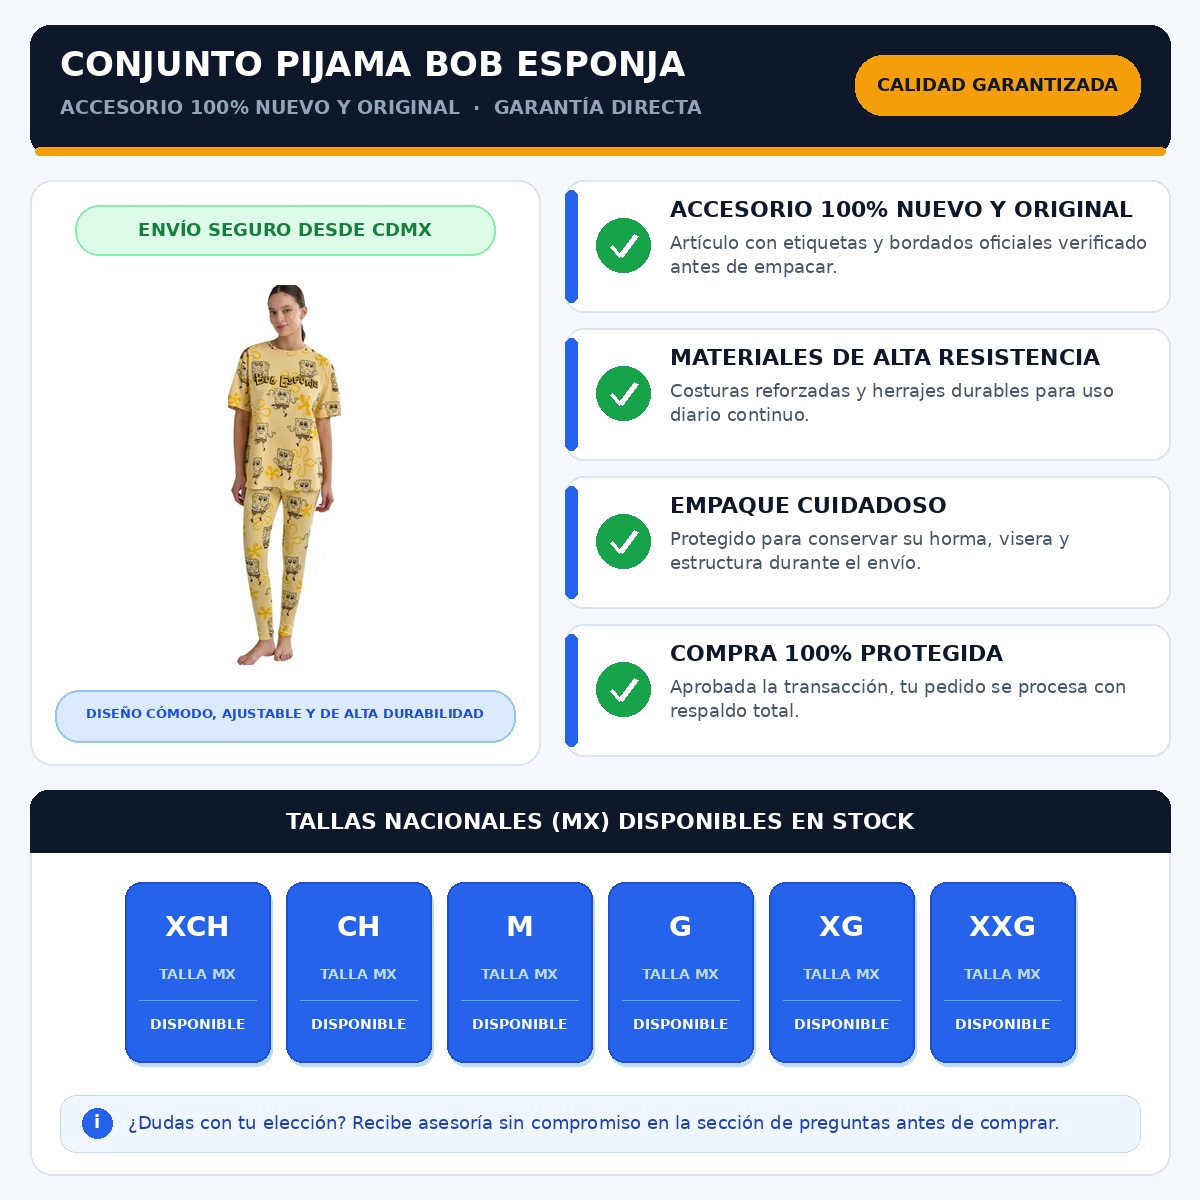 CONJUNTO PIJAMA BOB ESPONJA
ACCESORIO 100% NUEVO Y ORIGINAL · GARANTÍA DIRECTA
CALIDAD GARANTIZADA
ENVÍO SEGURO DESDE CDMX
Bob Esponja
DISEÑO CÓMODO, AJUSTABLE Y DE ALTA DURABILIDAD
ACCESORIO 100% NUEVO Y ORIGINAL
Artículo con etiquetas y bordados oficiales verificado
antes de empacar.
MATERIALES DE ALTA RESISTENCIA
Costuras reforzadas y herrajes durables para uso
diario continuo.
EMPAQUE CUIDADOSO
Protegido para conservar su horma, visera y
estructura durante el envío.
COMPRA 100% PROTEGIDA
Aprobada la transacción, tu pedido se procesa con
respaldo total.
TALLAS NACIONALES (MX) DISPONIBLES EN STOCK
XCH
TALLA MX
DISPONIBLE
CH
TALLA MX
DISPONIBLE
M
TALLA MX
DISPONIBLE
G
TALLA MX
DISPONIBLE
XG
TALLA MX
DISPONIBLE
XXG
TALLA MX
DISPONIBLE
i
¿Dudas con tu elección? Recibe asesoría sin compromiso en la sección de preguntas antes de comprar.